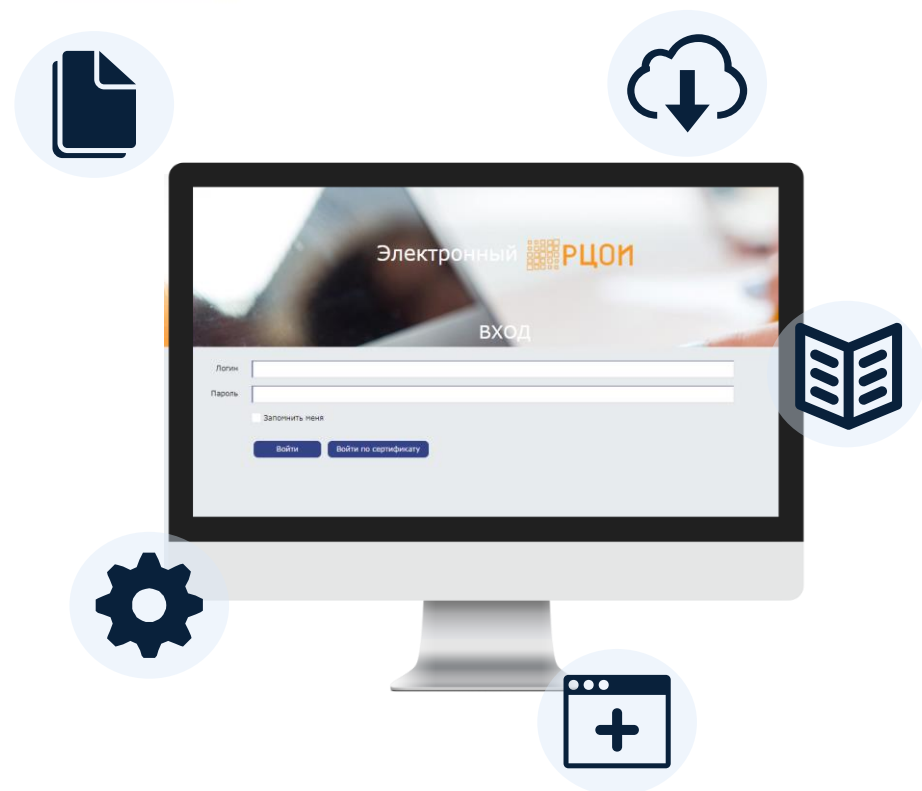 Электронный РЦОИ
ВХОД
Логин
Пароль
Запомнить меня
Войти Войти по сертификату